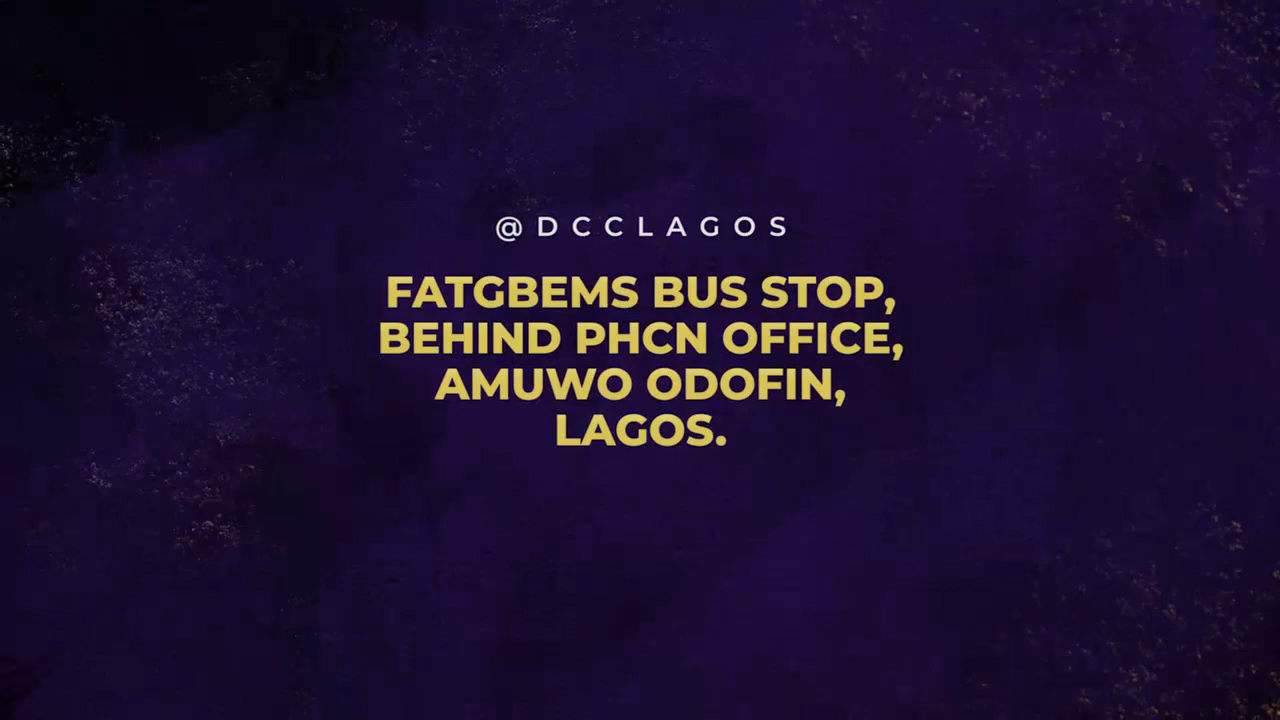 @DCCLAGOS
FATGBEMS BUS STOP,
BEHIND PHCN OFFICE,
AMUWO ODOFIN,
LAGOS.